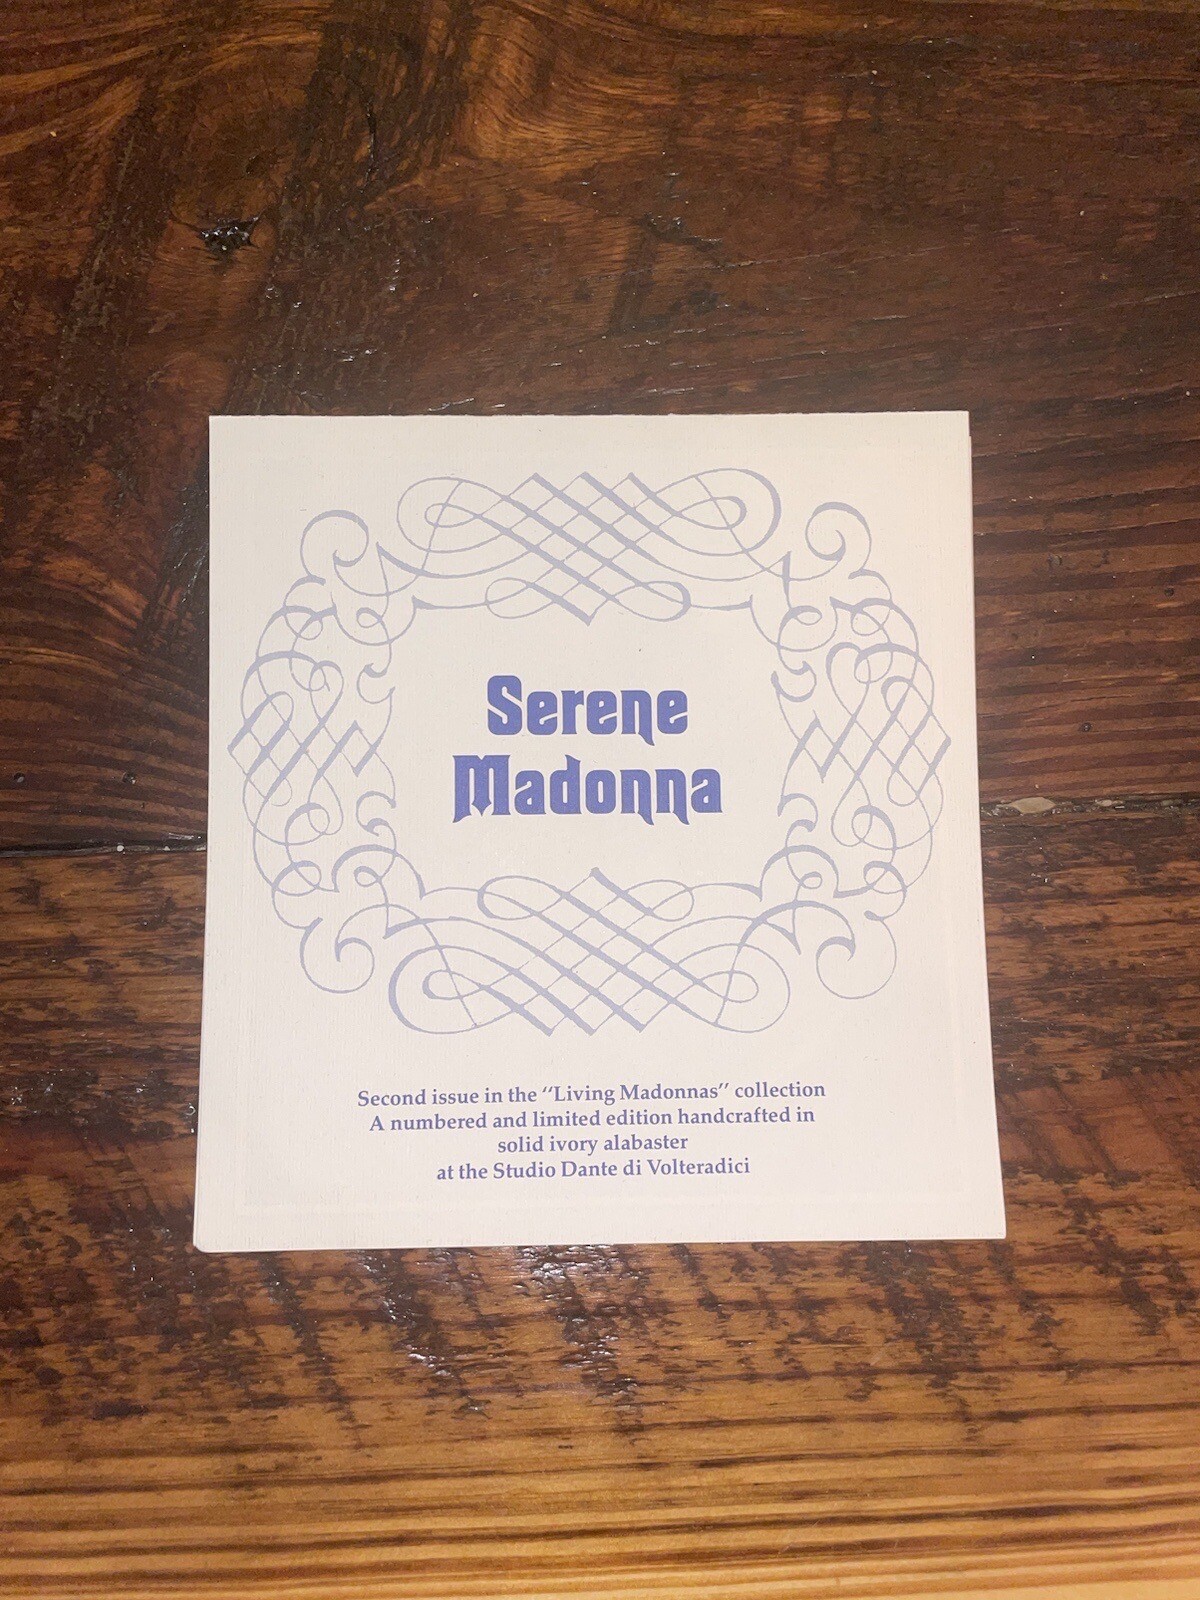 Serene
Madonna
Second issue in the "Living Madonnas" collection
A numbered and limited edition handcrafted in
solid ivory alabaster
at the Studio Dante di Volteradici